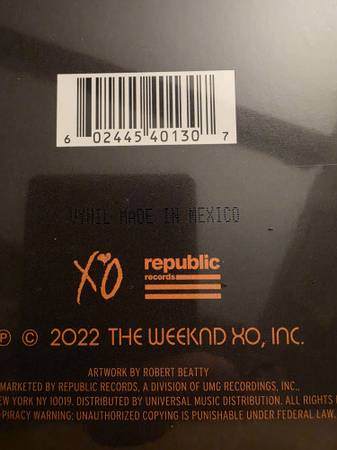 6 02445 40130 7
VYNIL MADE IN MEXICO
XO
republic
records
℗ © 2022 THE WEEKND XO, INC.
ARTWORK BY ROBERT BEATTY
MARKETED BY REPUBLIC RECORDS, A DIVISION OF UMG RECORDINGS, INC.,
NEW YORK NY 10019. DISTRIBUTED BY UNIVERSAL MUSIC DISTRIBUTION. ALL RIGHTS
PIRACY WARNING: UNAUTHORIZED COPYING IS PUNISHABLE UNDER FEDERAL LAW.